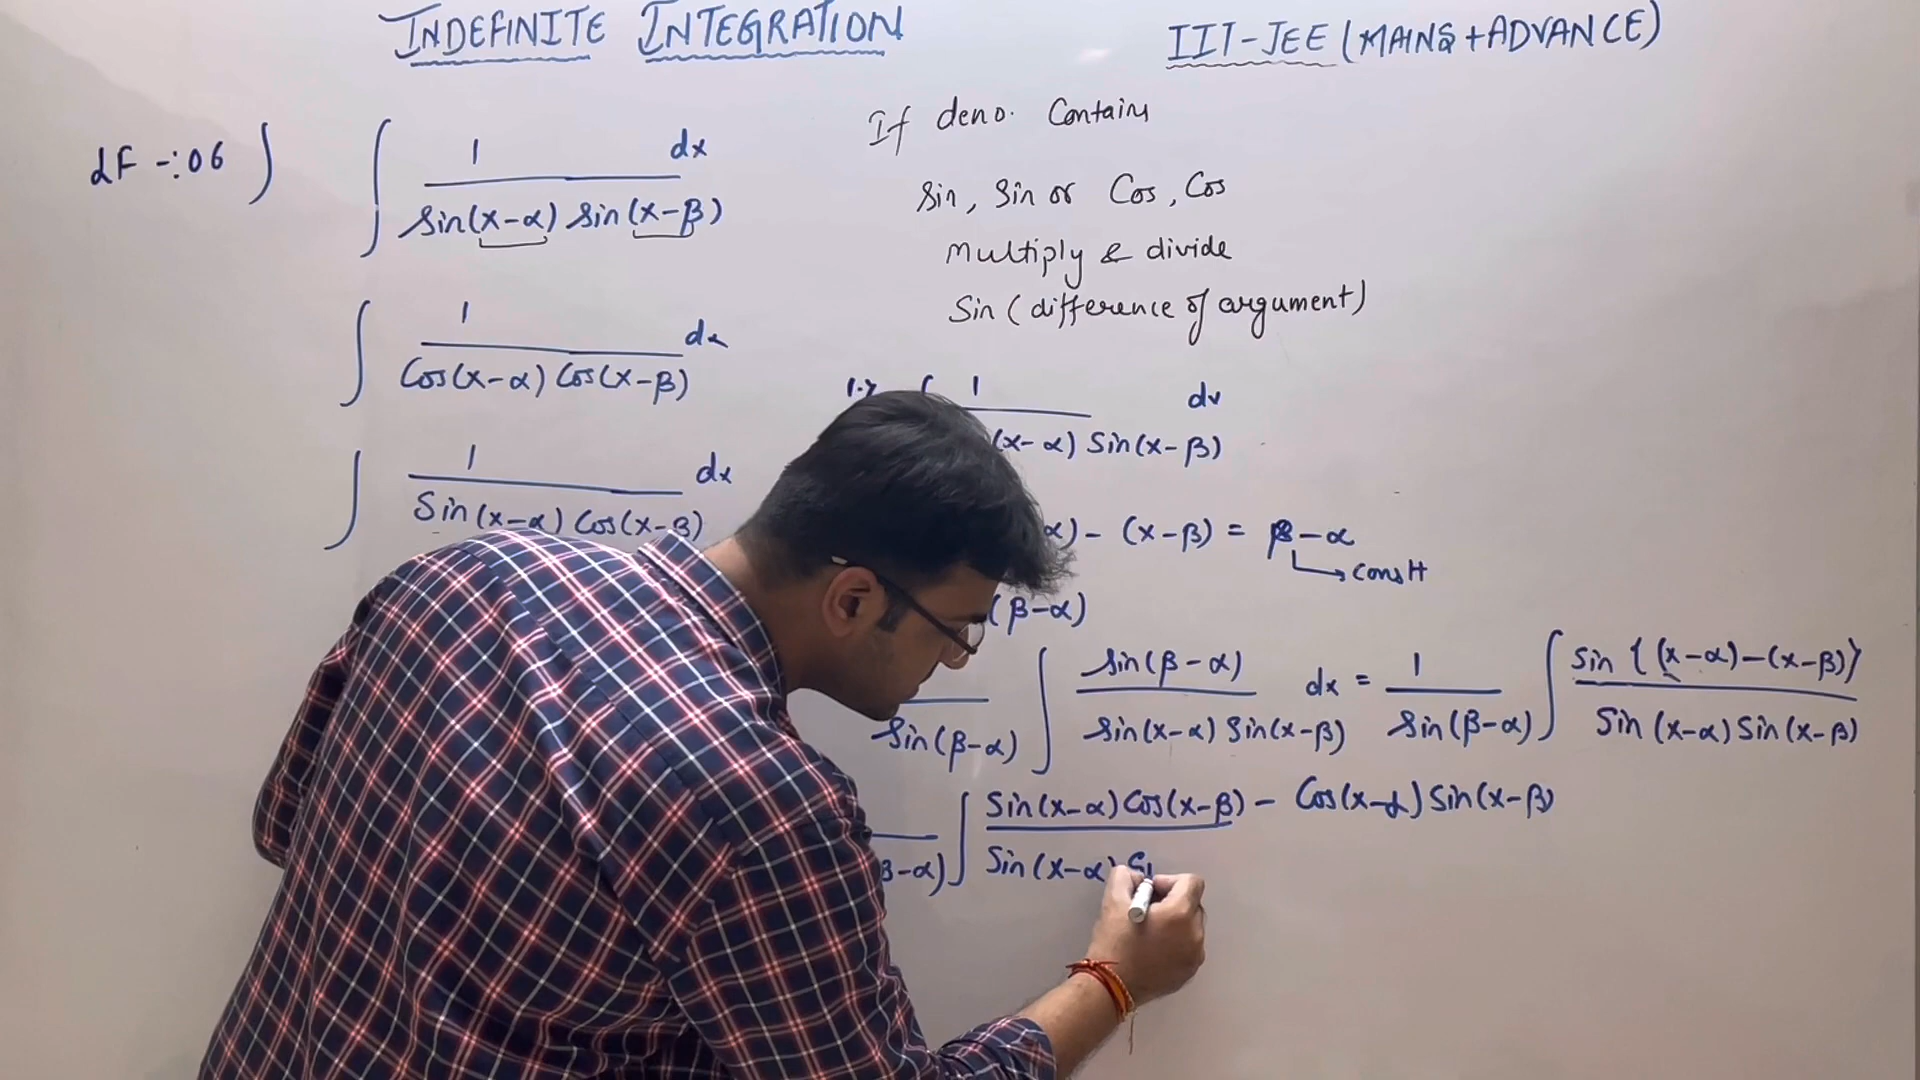 INDEFINITE INTEGRATION
IIT-JEE (MAINS + ADVANCE)
If deno. Contains
Sin, Sin or Cos, Cos
Multiply & divide
Sin (difference of argument)
dF -: 06) ∫ 1 / Sin(x-α) Sin(x-β) dx
∫ 1 / Cos(x-α) Cos(x-β) dx
∫ 1 / Sin(x-α) Cos(x-β) dx
1.> ∫ 1 / (x-α) Sin(x-β) dx
α) - (x-β) = β-α
→ constt
(β-α)
/ Sin(β-α) ∫ Sin(β-α) / Sin(x-α) Sin(x-β) dx = 1 / Sin(β-α) ∫ Sin {(x-α)-(x-β)} / Sin(x-α) Sin(x-β)
/ β-α) ∫ Sin(x-α) Cos(x-β) - Cos(x-α) Sin(x-β) / Sin(x-α) Si